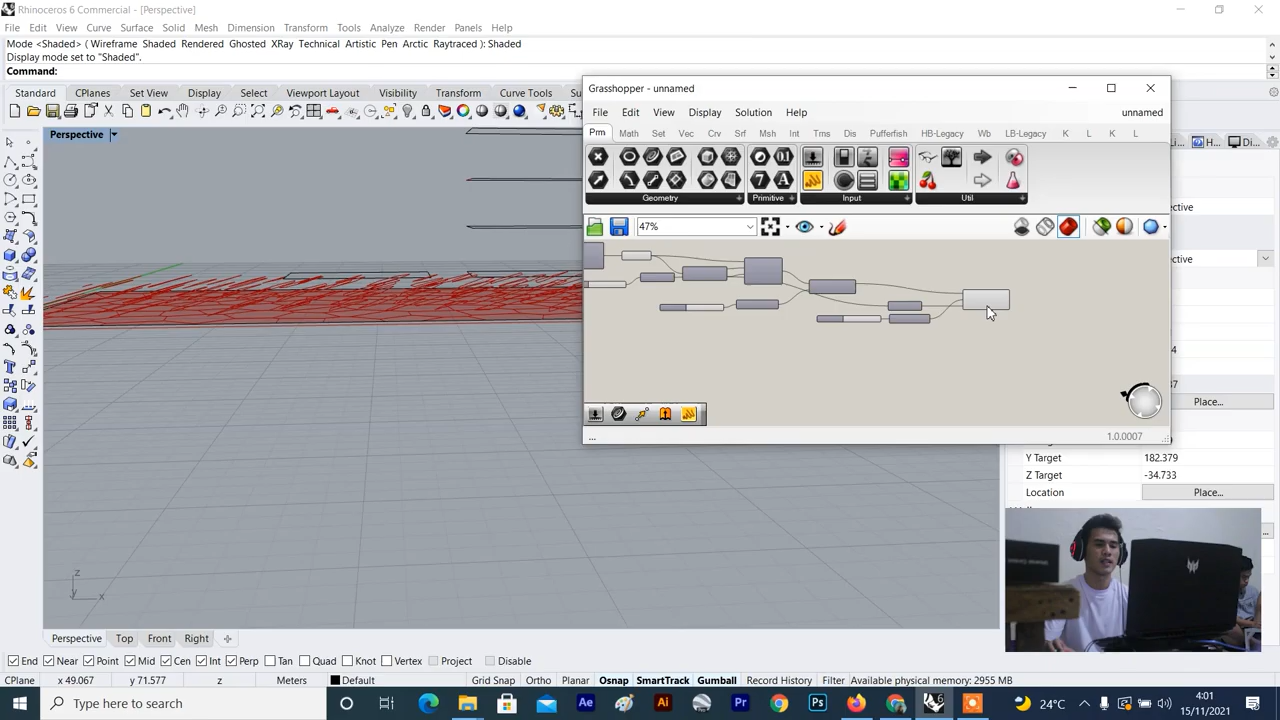 Rhinoceros 6 Commercial - [Perspective]
File Edit View Curve Surface Solid Mesh Dimension Transform Tools Analyze Render Panels Help
Mode <Shaded> ( Wireframe Shaded Rendered Ghosted XRay Technical Artistic Pen Arctic Raytraced ): Shaded
Display mode set to "Shaded".
Command:
Standard CPlanes Set View Display Select Viewport Layout Visibility Transform Curve Tools
Perspective
Grasshopper - unnamed
File Edit View Display Solution Help
unnamed
Prm Math Set Vec Crv Srf Msh Int Trns Dis Pufferfish HB-Legacy Wb LB-Legacy K L K L
Geometry Primitive Input Util
47%
...
1.0.0007
Place...
Y Target 182.379
Z Target -34.733
Location Place...
z
y
x
Perspective Top Front Right
End Near Point Mid Cen Int Perp Tan Quad Knot Vertex Project Disable
CPlane x 49.067 y 71.577 z Meters Default Grid Snap Ortho Planar Osnap SmartTrack Gumball Record History Filter Available physical memory: 2955 MB
Type here to search
24°C
4:01
15/11/2021